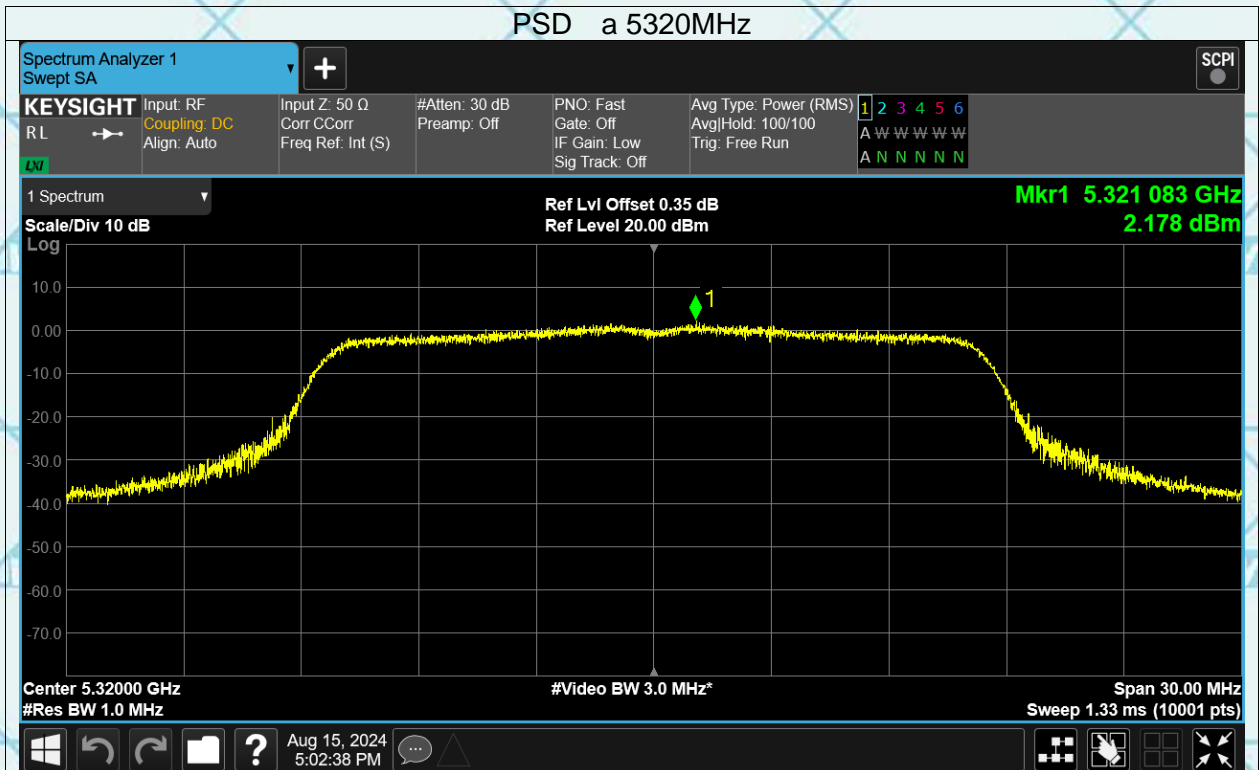 PSD a 5320MHz
Spectrum Analyzer 1
Swept SA
SCPI
KEYSIGHT Input: RF Input Z: 50 Ω #Atten: 30 dB PNO: Fast Avg Type: Power (RMS) 1 2 3 4 5 6
RL Coupling: DC Corr CCorr Preamp: Off Gate: Off Avg|Hold: 100/100 A W W W W W
Align: Auto Freq Ref: Int (S) IF Gain: Low Trig: Free Run
LXI Sig Track: Off A N N N N N
1 Spectrum Ref Lvl Offset 0.35 dB Mkr1 5.321 083 GHz
Scale/Div 10 dB Ref Level 20.00 dBm 2.178 dBm
Log
10.0
1
0.00
-10.0
-20.0
-30.0
-40.0
-50.0
-60.0
-70.0
Center 5.32000 GHz #Video BW 3.0 MHz* Span 30.00 MHz
#Res BW 1.0 MHz Sweep 1.33 ms (10001 pts)
? Aug 15, 2024
5:02:38 PM